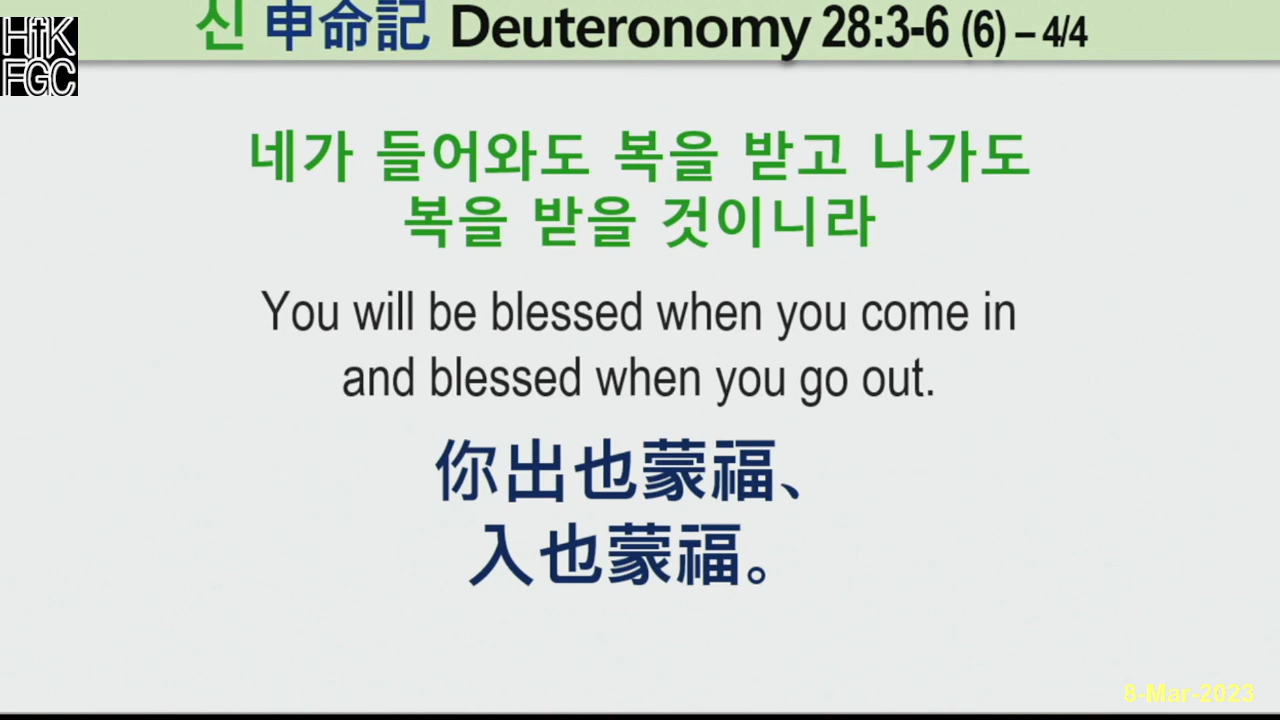 HfK
FGC
신 申命記 Deuteronomy 28:3-6 (6) – 4/4
네가 들어와도 복을 받고 나가도
복을 받을 것이니라
You will be blessed when you come in
and blessed when you go out.
你出也蒙福、
入也蒙福。
8-Mar-2023